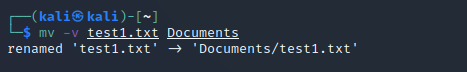 ┌──(kali㉿kali)-[~]
└─$ mv -v test1.txt Documents
renamed 'test1.txt' -> 'Documents/test1.txt'